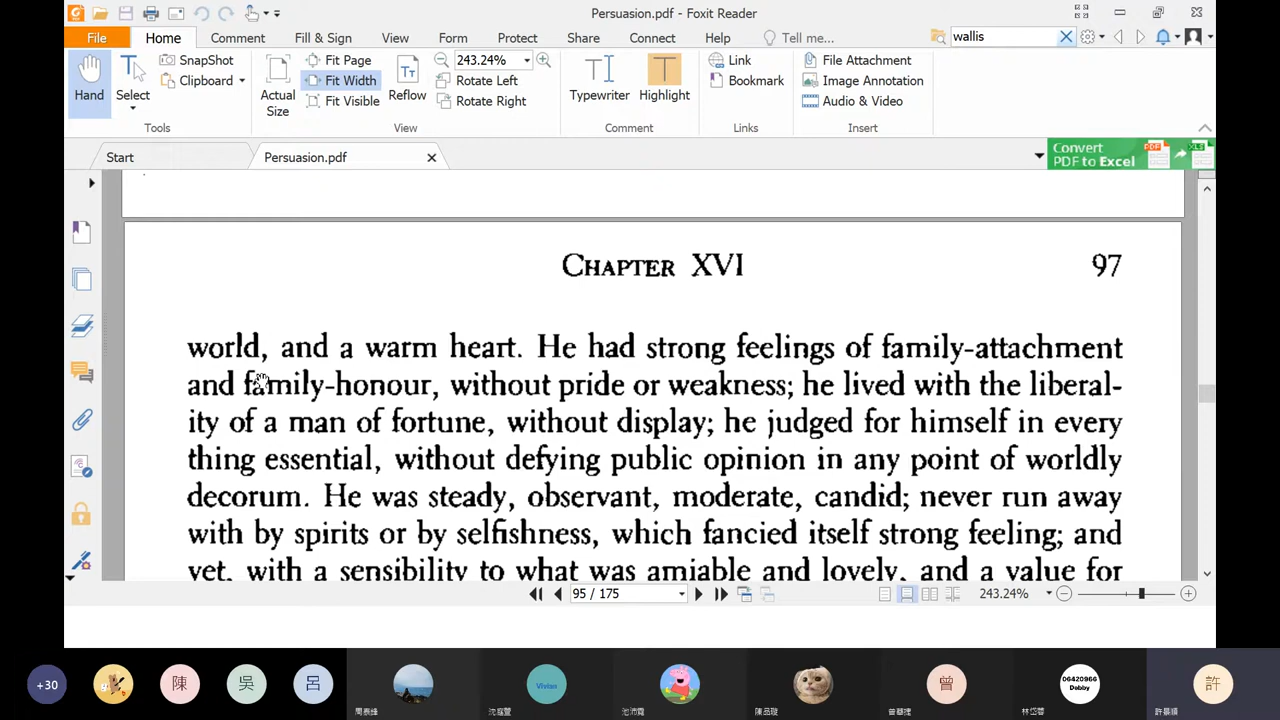 Persuasion.pdf - Foxit Reader
File
Home
Comment
Fill & Sign
View
Form
Protect
Share
Connect
Help
Tell me...
wallis
Hand
Select
SnapShot
Clipboard
Actual Size
Fit Page
Fit Width
Fit Visible
Reflow
243.24%
Rotate Left
Rotate Right
Typewriter
Highlight
Link
Bookmark
File Attachment
Image Annotation
Audio & Video
Tools
View
Comment
Links
Insert
Start
Persuasion.pdf
Convert
PDF to Excel
PDF
XLS
CHAPTER XVI 97
world, and a warm heart. He had strong feelings of family-attachment
and family-honour, without pride or weakness; he lived with the liberal-
ity of a man of fortune, without display; he judged for himself in every
thing essential, without defying public opinion in any point of worldly
decorum. He was steady, observant, moderate, candid; never run away
with by spirits or by selfishness, which fancied itself strong feeling; and
yet, with a sensibility to what was amiable and lovely, and a value for
95 / 175
243.24%
+30
陳
吳
呂
Vivian
曾
06420966
Debby
許